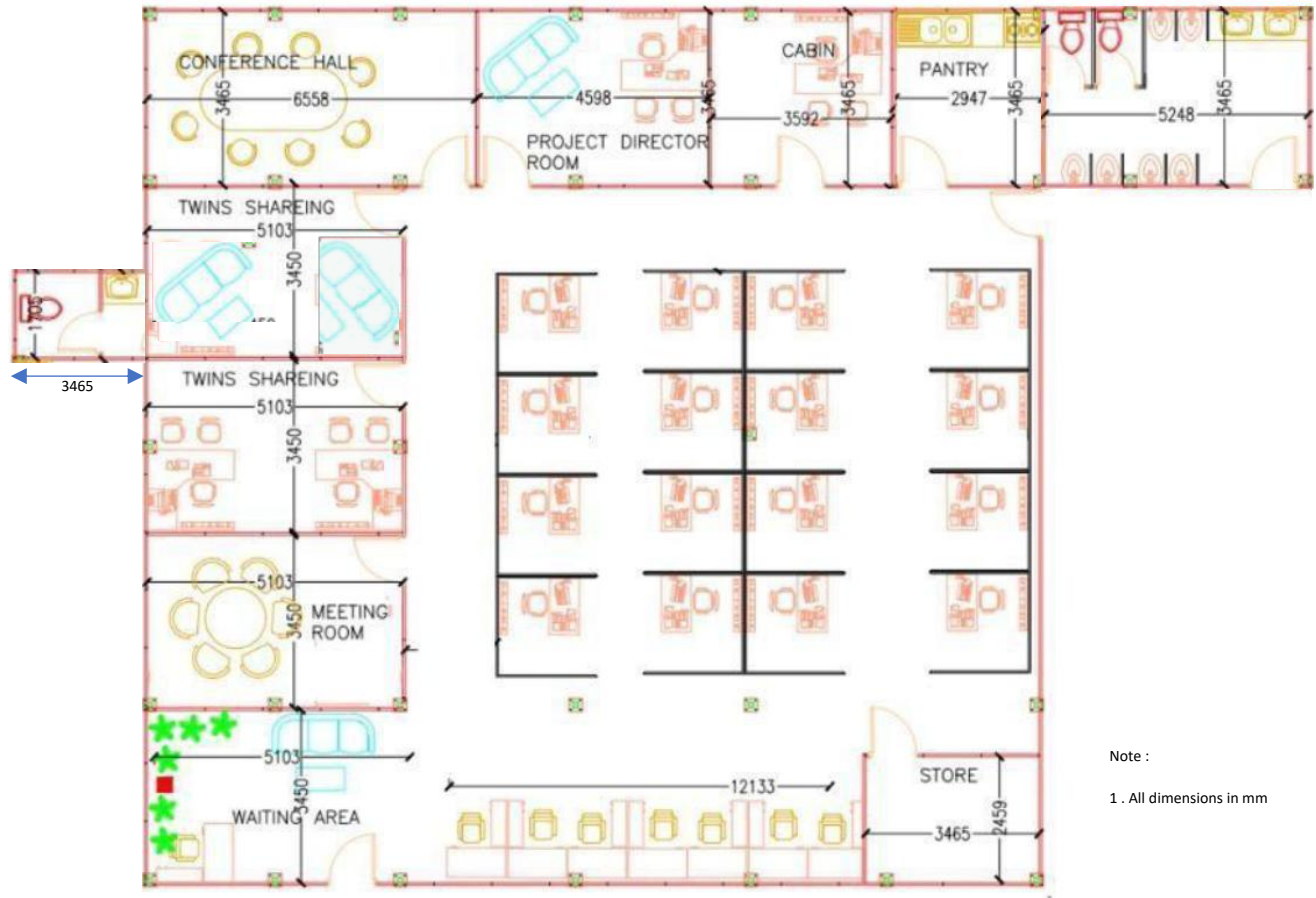 CONFERENCE HALL
6558
3465
4598
PROJECT DIRECTOR
ROOM
3465
CABIN
3592
3465
PANTRY
2947
3465
5248
3465
TWINS SHAREING
5103
3450
1705
3465
TWINS SHAREING
5103
3450
5103
3450
MEETING
ROOM
5103
3450
WAITING AREA
12133
STORE
3465
2459
Note :
1 . All dimensions in mm